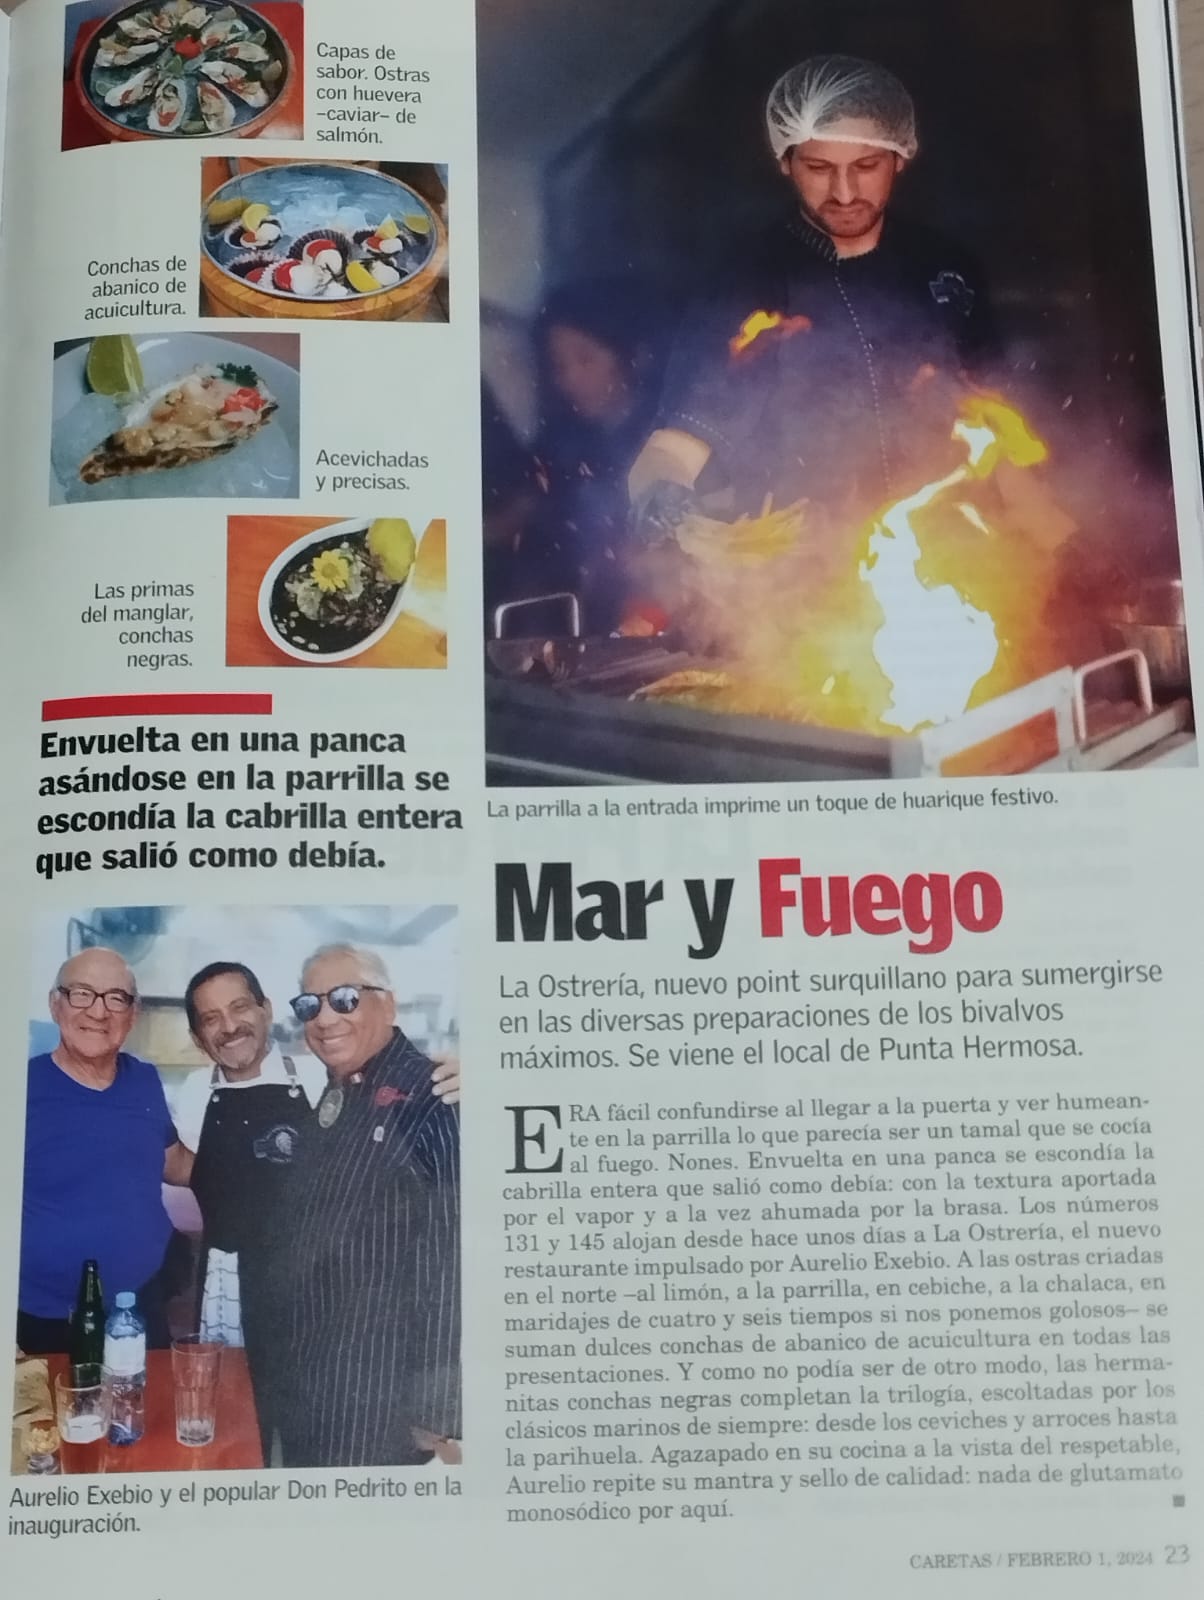 Capas de
sabor. Ostras
con huevera
–caviar– de
salmón.
Conchas de
abanico de
acuicultura.
Acevichadas
y precisas.
Las primas
del manglar,
conchas
negras.
Envuelta en una panca
asándose en la parrilla se
escondía la cabrilla entera
que salió como debía.
La parrilla a la entrada imprime un toque de huarique festivo.
Mar y Fuego
La Ostrería, nuevo point surquillano para sumergirse
en las diversas preparaciones de los bivalvos
máximos. Se viene el local de Punta Hermosa.
ERA fácil confundirse al llegar a la puerta y ver humean-
te en la parrilla lo que parecía ser un tamal que se cocía
al fuego. Nones. Envuelta en una panca se escondía la
cabrilla entera que salió como debía: con la textura aportada
por el vapor y a la vez ahumada por la brasa. Los números
131 y 145 alojan desde hace unos días a La Ostrería, el nuevo
restaurante impulsado por Aurelio Exebio. A las ostras criadas
en el norte –al limón, a la parrilla, en cebiche, a la chalaca, en
maridajes de cuatro y seis tiempos si nos ponemos golosos– se
suman dulces conchas de abanico de acuicultura en todas las
presentaciones. Y como no podía ser de otro modo, las herma-
nitas conchas negras completan la trilogía, escoltadas por los
clásicos marinos de siempre: desde los ceviches y arroces hasta
la parihuela. Agazapado en su cocina a la vista del respetable,
Aurelio repite su mantra y sello de calidad: nada de glutamato
monosódico por aquí.
Aurelio Exebio y el popular Don Pedrito en la
inauguración.
CARETAS / FEBRERO 1, 2024 23